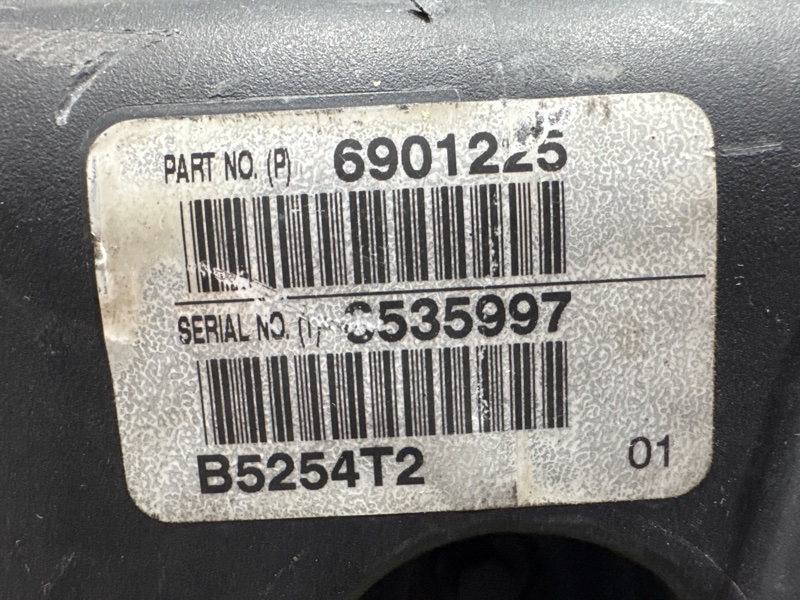 PART NO. (P) 6901225
SERIAL NO.
B5254T2
01